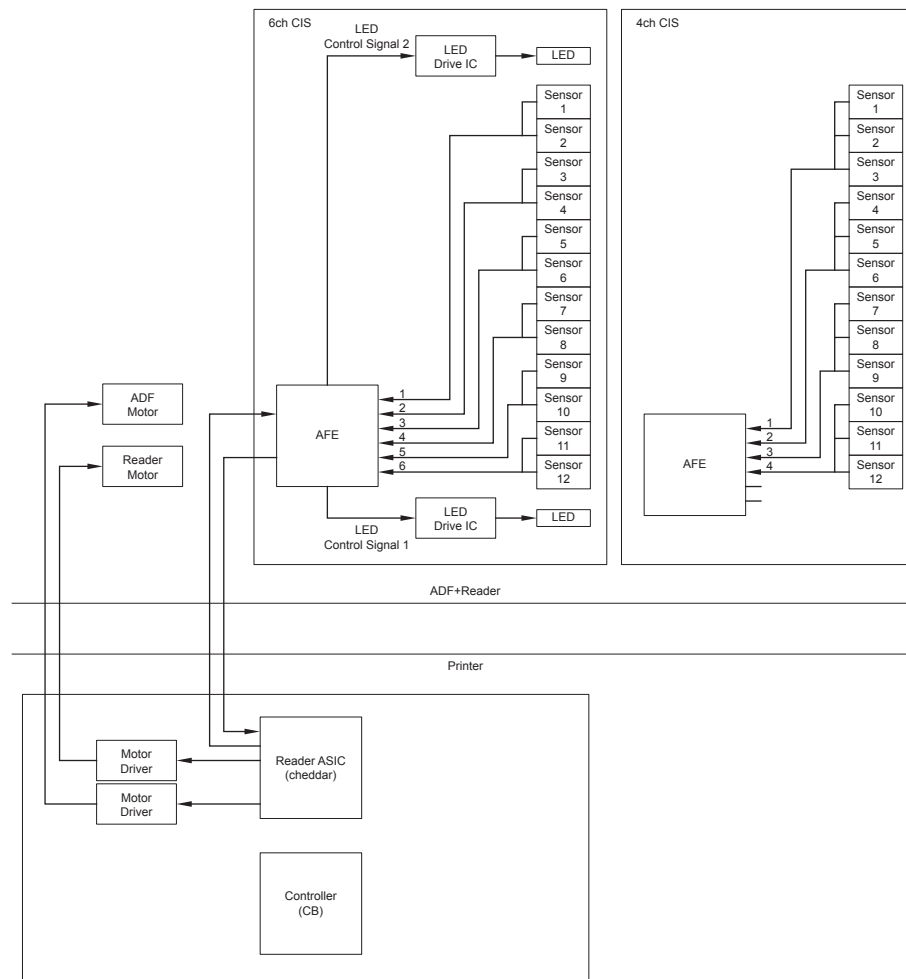 6ch CIS
LED
Control Signal 2
LED
Drive IC
LED
Sensor
1
Sensor
2
Sensor
3
Sensor
4
Sensor
5
Sensor
6
Sensor
7
Sensor
8
Sensor
9
Sensor
10
Sensor
11
Sensor
12
AFE
1
2
3
4
5
6
LED
Control Signal 1
LED
Drive IC
LED
4ch CIS
Sensor
1
Sensor
2
Sensor
3
Sensor
4
Sensor
5
Sensor
6
Sensor
7
Sensor
8
Sensor
9
Sensor
10
Sensor
11
Sensor
12
AFE
1
2
3
4
ADF
Motor
Reader
Motor
ADF+Reader
Printer
Motor
Driver
Motor
Driver
Reader ASIC
(cheddar)
Controller
(CB)